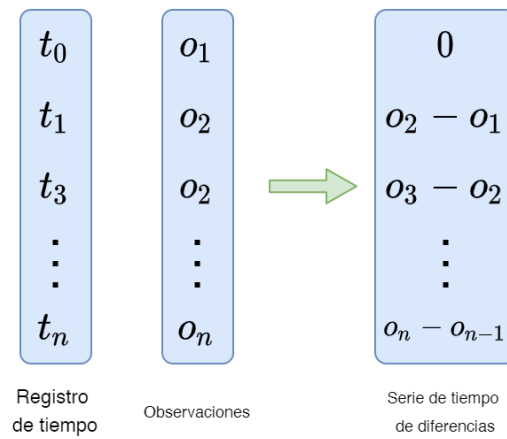 t₀ o₁ 0
t₁ o₂ o₂ − o₁
t₃ o₂ o₃ − o₂
⋮ ⋮ ⋮
tₙ oₙ oₙ − oₙ₋₁
Registro
de tiempo
Observaciones
Serie de tiempo
de diferencias